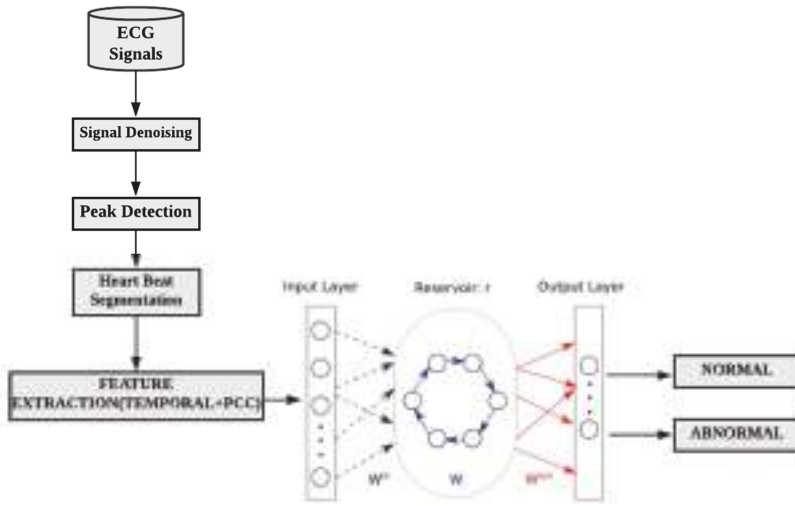 ECG
Signals
Signal Denoising
Peak Detection
Heart Beat
Segmentation
FEATURE
EXTRACTION(TEMPORAL+PCC)
Input Layer
Reservoir: r
Output Layer
W
NORMAL
ABNORMAL